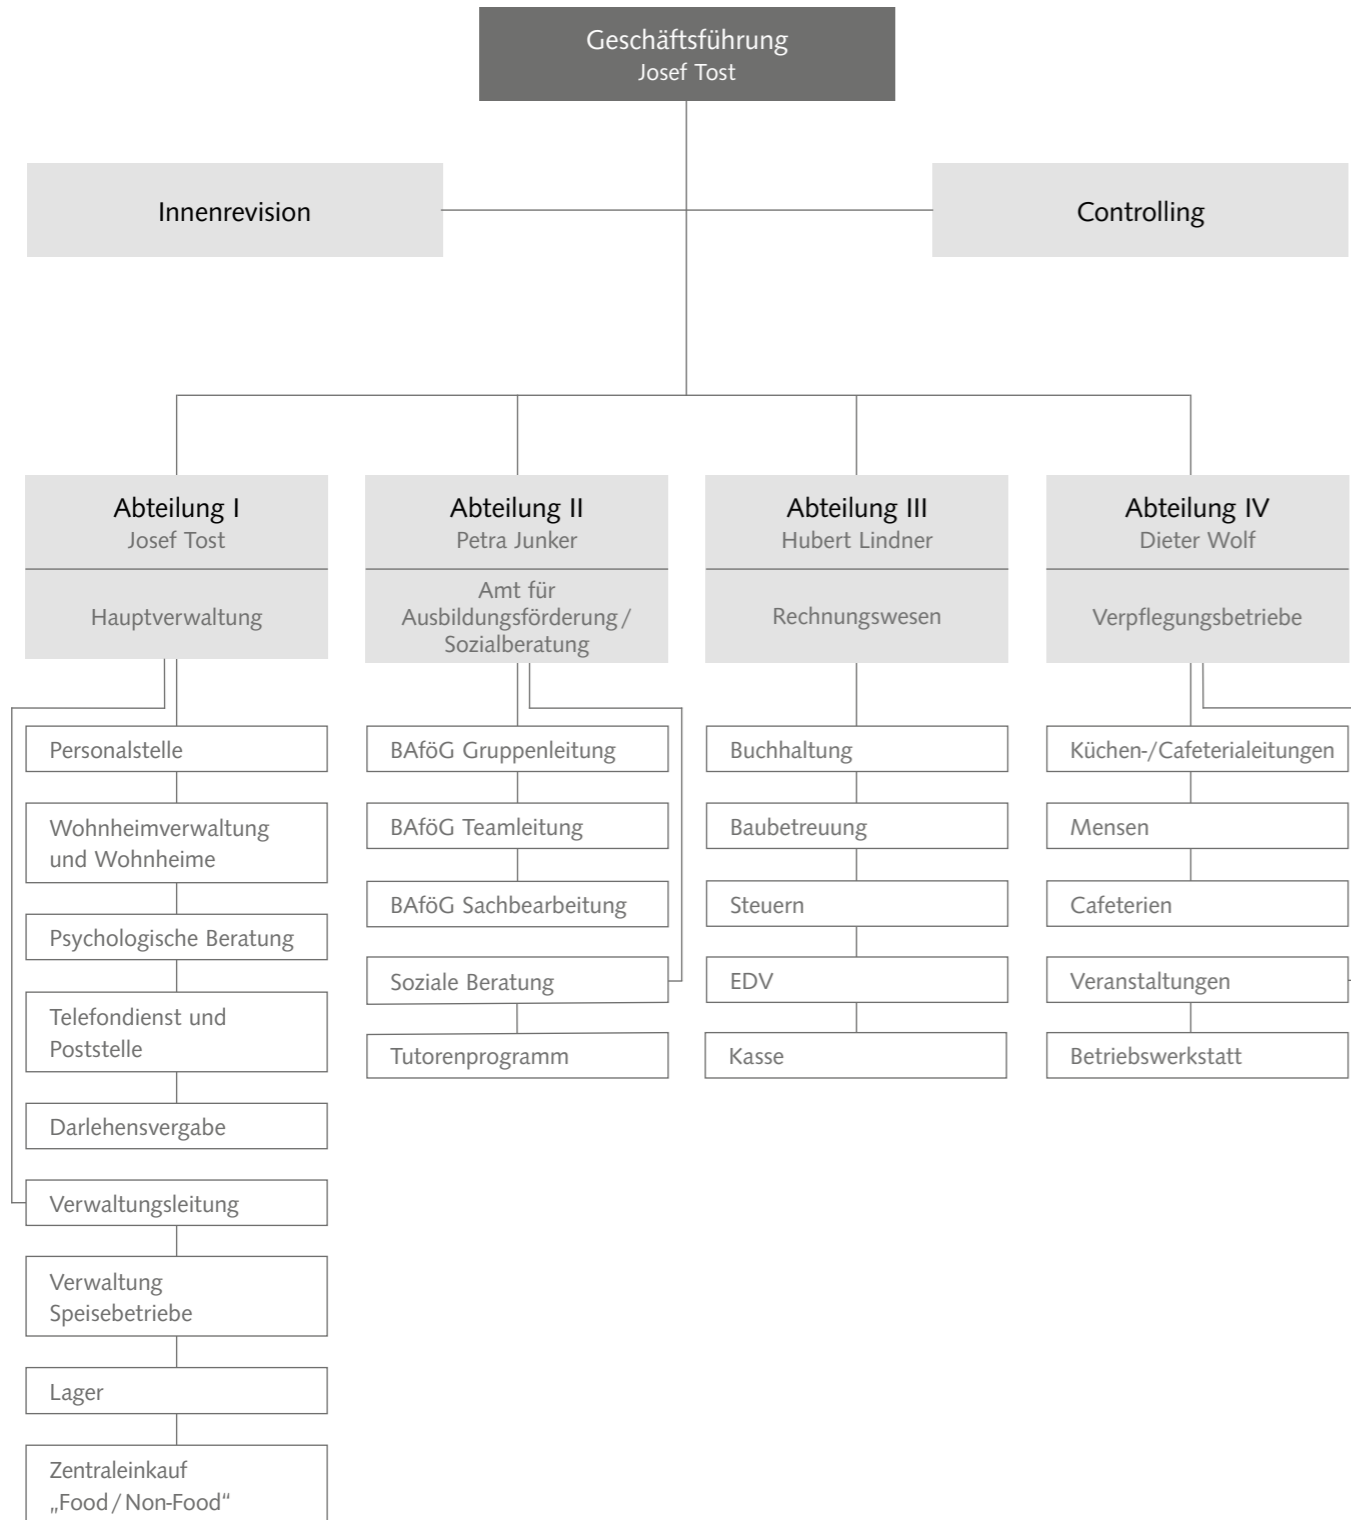 Geschäftsführung
Josef Tost
Innenrevision
Controlling
Abteilung I
Josef Tost
Hauptverwaltung
Personalstelle
Wohnheimverwaltung
und Wohnheime
Psychologische Beratung
Telefondienst und
Poststelle
Darlehensvergabe
Verwaltungsleitung
Verwaltung
Speisebetriebe
Lager
Zentraleinkauf
„Food / Non-Food“
Abteilung II
Petra Junker
Amt für
Ausbildungsförderung /
Sozialberatung
BAföG Gruppenleitung
BAföG Teamleitung
BAföG Sachbearbeitung
Soziale Beratung
Tutorenprogramm
Abteilung III
Hubert Lindner
Rechnungswesen
Buchhaltung
Baubetreuung
Steuern
EDV
Kasse
Abteilung IV
Dieter Wolf
Verpflegungsbetriebe
Küchen-/Cafeterialeitungen
Mensen
Cafeterien
Veranstaltungen
Betriebswerkstatt